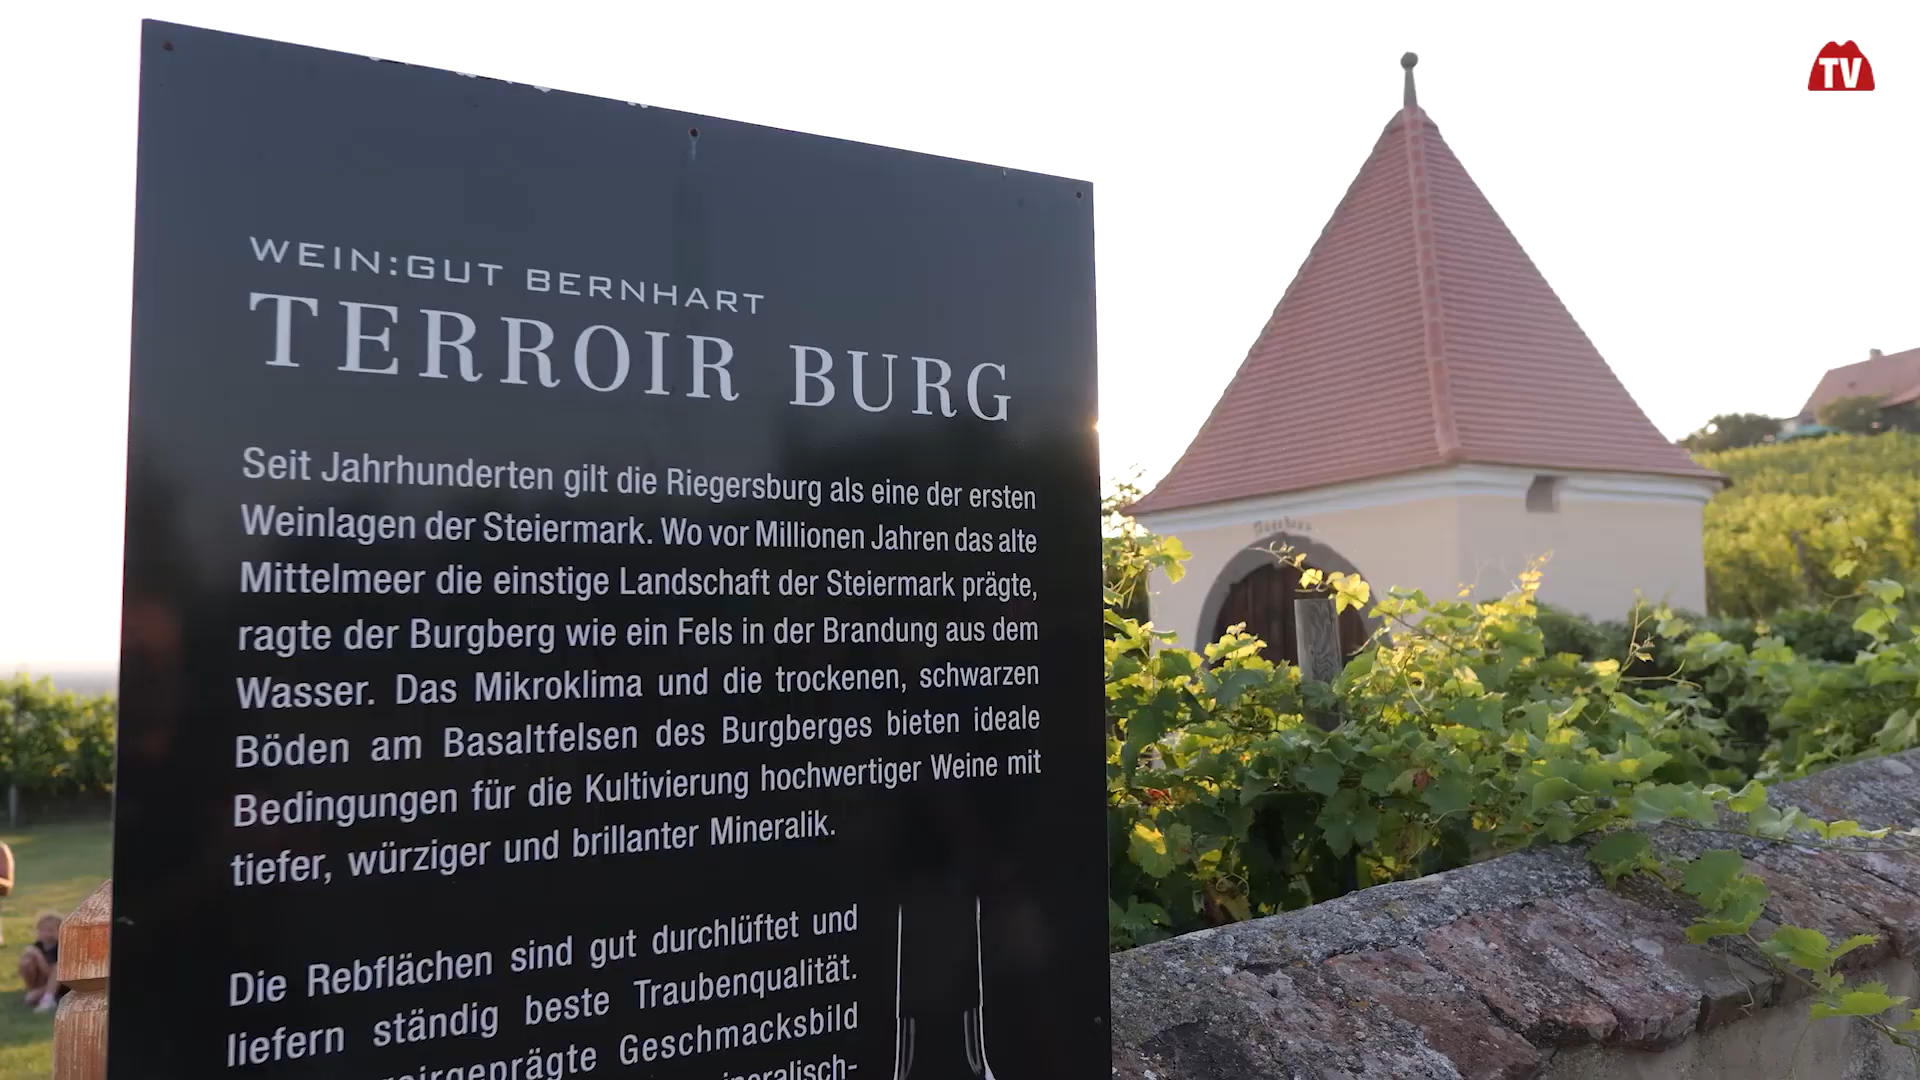 TV
WEIN:GUT BERNHART
TERROIR BURG
Seit Jahrhunderten gilt die Riegersburg als eine der ersten
Weinlagen der Steiermark. Wo vor Millionen Jahren das alte
Mittelmeer die einstige Landschaft der Steiermark prägte,
ragte der Burgberg wie ein Fels in der Brandung aus dem
Wasser. Das Mikroklima und die trockenen, schwarzen
Böden am Basaltfelsen des Burgberges bieten ideale
Bedingungen für die Kultivierung hochwertiger Weine mit
tiefer, würziger und brillanter Mineralik.
Die Rebflächen sind gut durchlüftet und
liefern ständig beste Traubenqualität.
Geschmacksbild